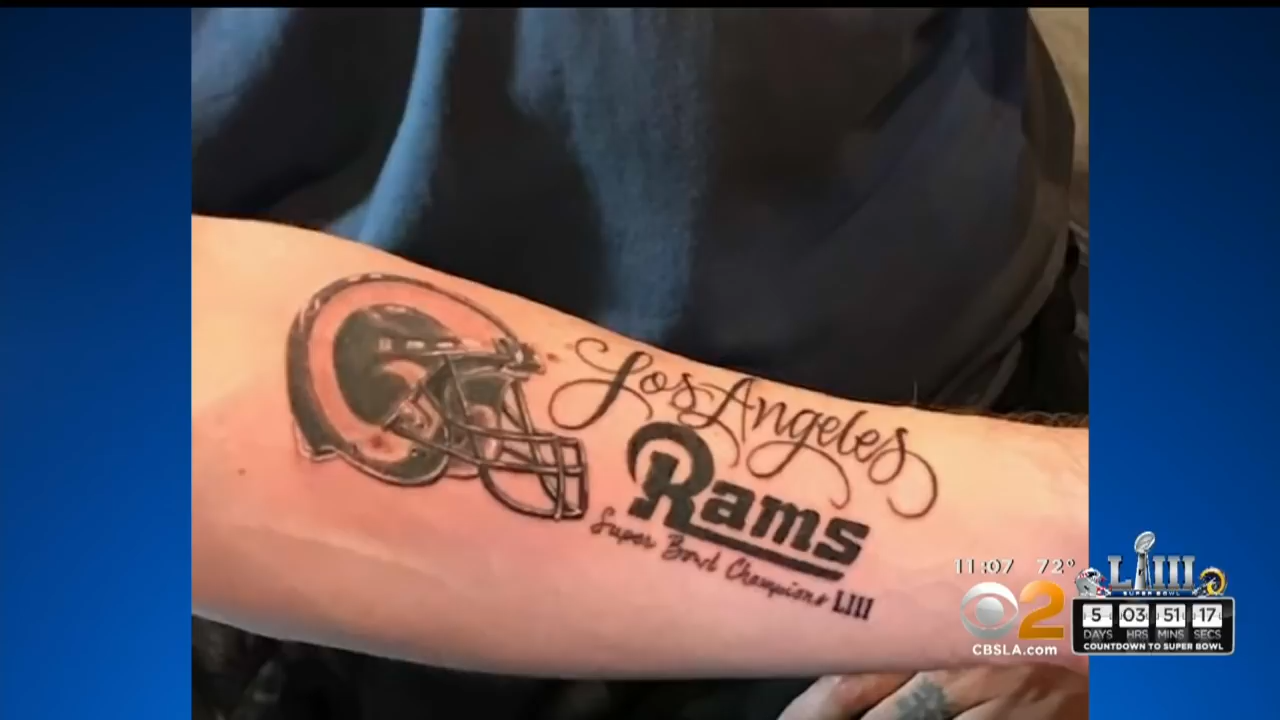 Los Angeles
Rams
Super Bowl Champions LIII
11:07 72°
2
CBSLA.com
LIII
SUPER BOWL
5 03 51 17
DAYS HRS MINS SECS
COUNTDOWN TO SUPER BOWL